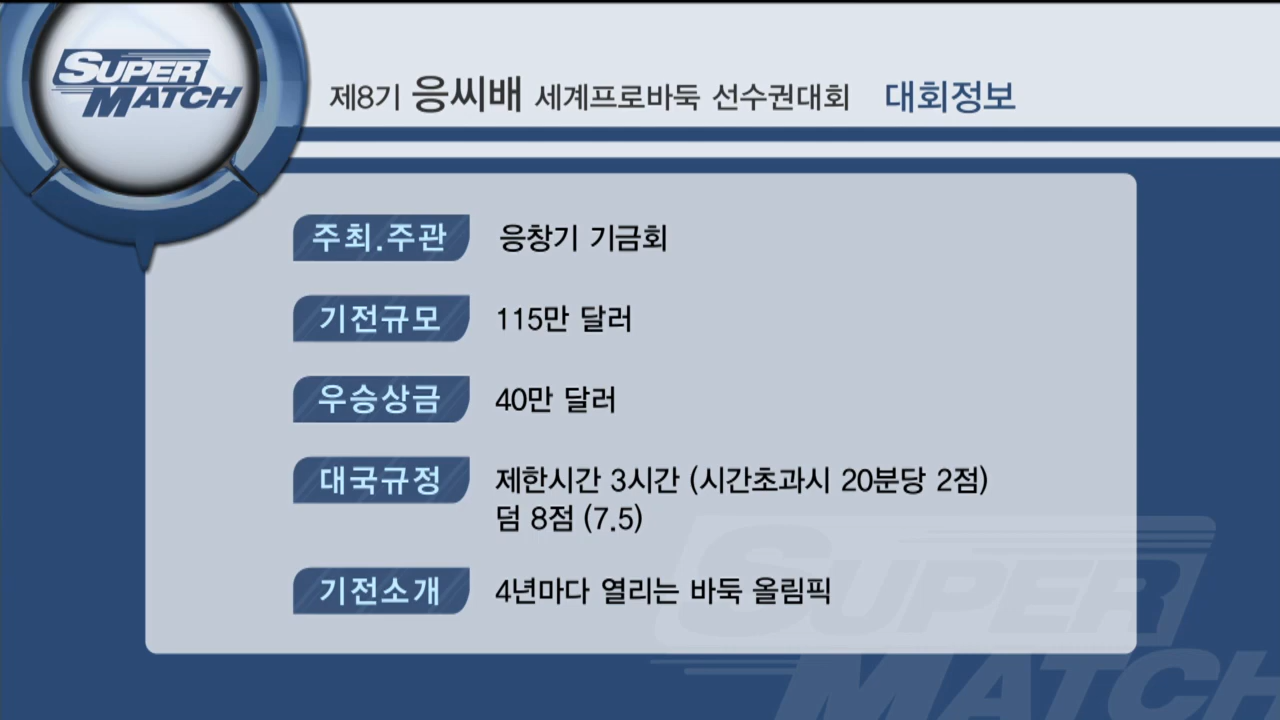 SUPER
MATCH
제8기 응씨배 세계프로바둑 선수권대회 대회정보
주최.주관 응창기 기금회
기전규모 115만 달러
우승상금 40만 달러
대국규정 제한시간 3시간 (시간초과시 20분당 2점)
덤 8점 (7.5)
기전소개 4년마다 열리는 바둑 올림픽
SUPER
MATCH